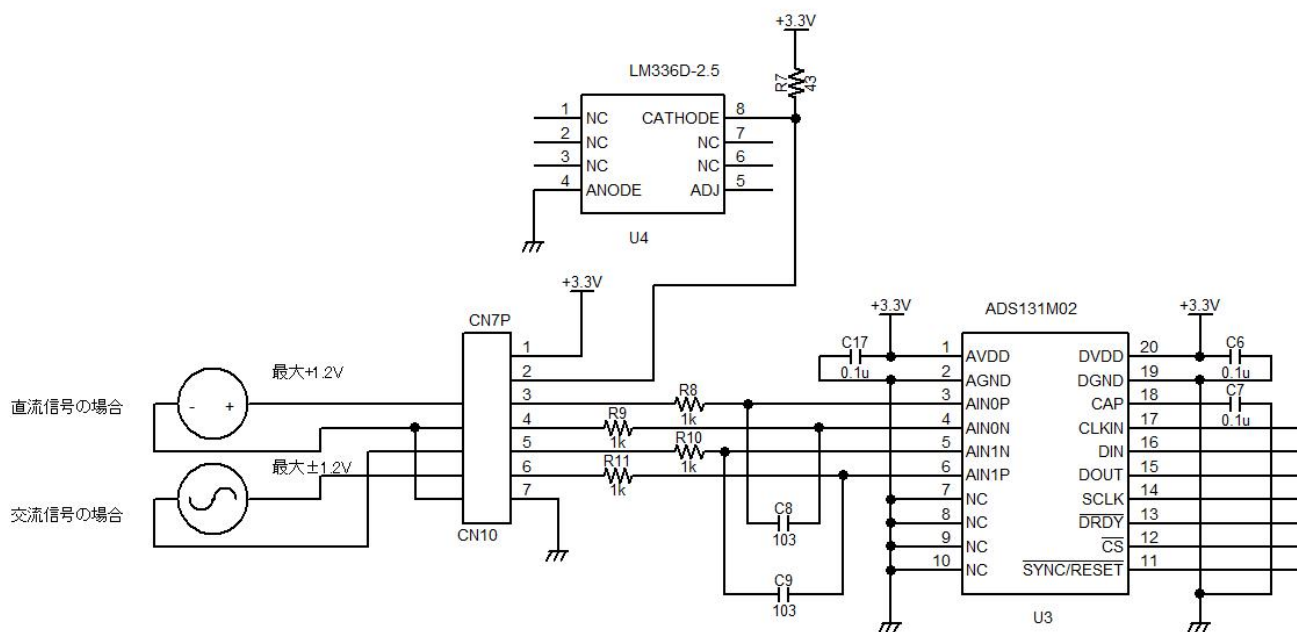 +3.3V
R7
43
LM336D-2.5
1 NC CATHODE 8
2 NC NC 7
3 NC NC 6
4 ANODE ADJ 5
U4
+3.3V
CN7P
1
2
3
4
5
6
7
CN10
最大+1.2V
直流信号の場合
- +
最大±1.2V
交流信号の場合
R8
1k
R9
1k
R10
1k
R11
1k
C8
103
C9
103
+3.3V
+3.3V
ADS131M02
C17
0.1u
C6
0.1u
C7
0.1u
1 AVDD DVDD 20
2 AGND DGND 19
3 AIN0P CAP 18
4 AIN0N CLKIN 17
5 AIN1N DIN 16
6 AIN1P DOUT 15
7 NC SCLK 14
8 NC DRDY 13
9 NC CS 12
10 NC SYNC/RESET 11
U3